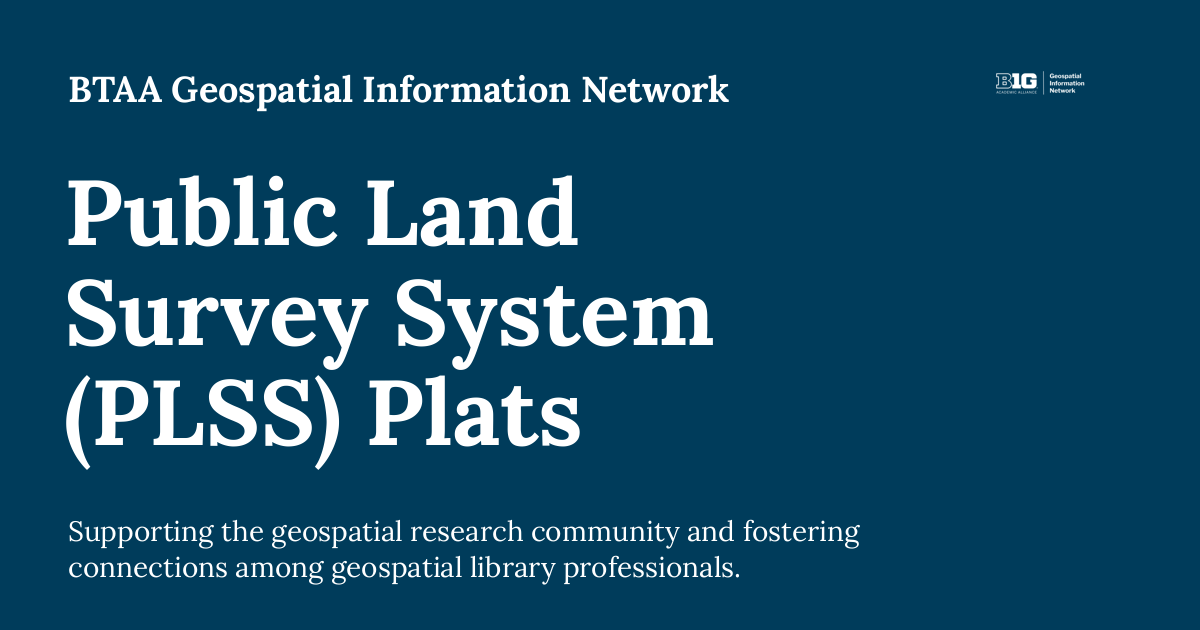 BTAA Geospatial Information Network
B1G
ACADEMIC ALLIANCE
Geospatial
Information
Network
Public Land
Survey System
(PLSS) Plats
Supporting the geospatial research community and fostering
connections among geospatial library professionals.